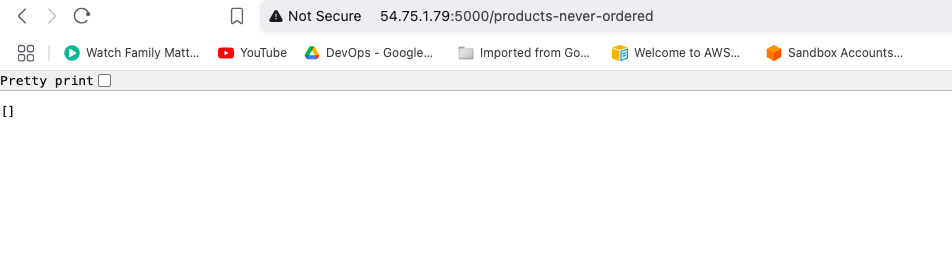 Not Secure 54.75.1.79:5000/products-never-ordered
Watch Family Matt... YouTube DevOps - Google... Imported from Go... Welcome to AWS... Sandbox Accounts...
Pretty print
[]